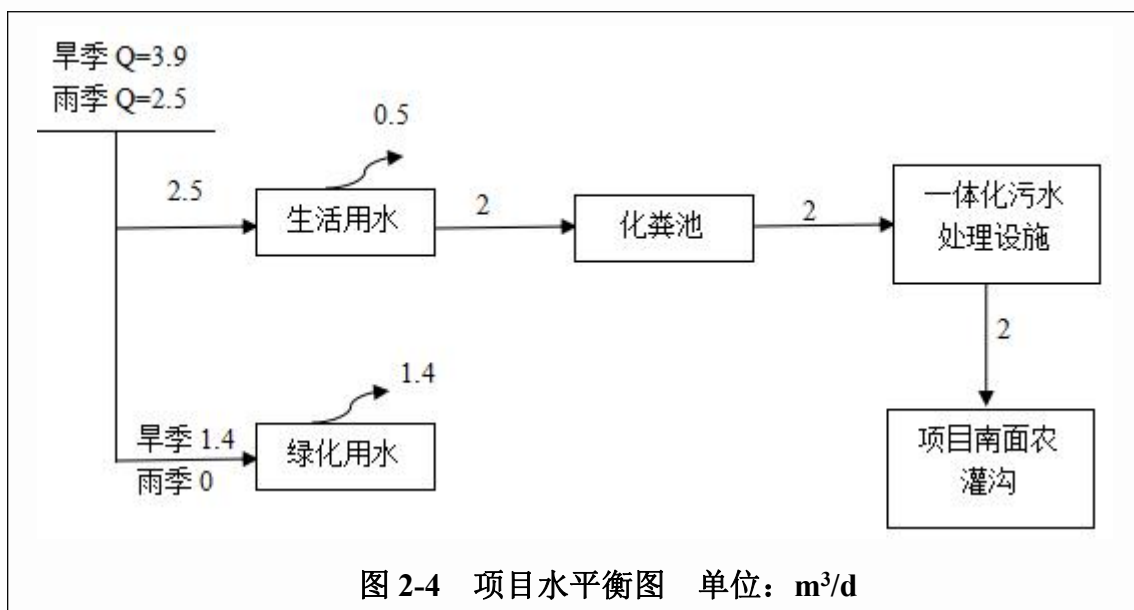 旱季 Q=3.9
雨季 Q=2.5
0.5
2.5
生活用水
2
化粪池
2
一体化污水
处理设施
2
1.4
旱季 1.4
雨季 0
绿化用水
项目南面农
灌沟
图 2-4 项目水平衡图 单位：m³/d